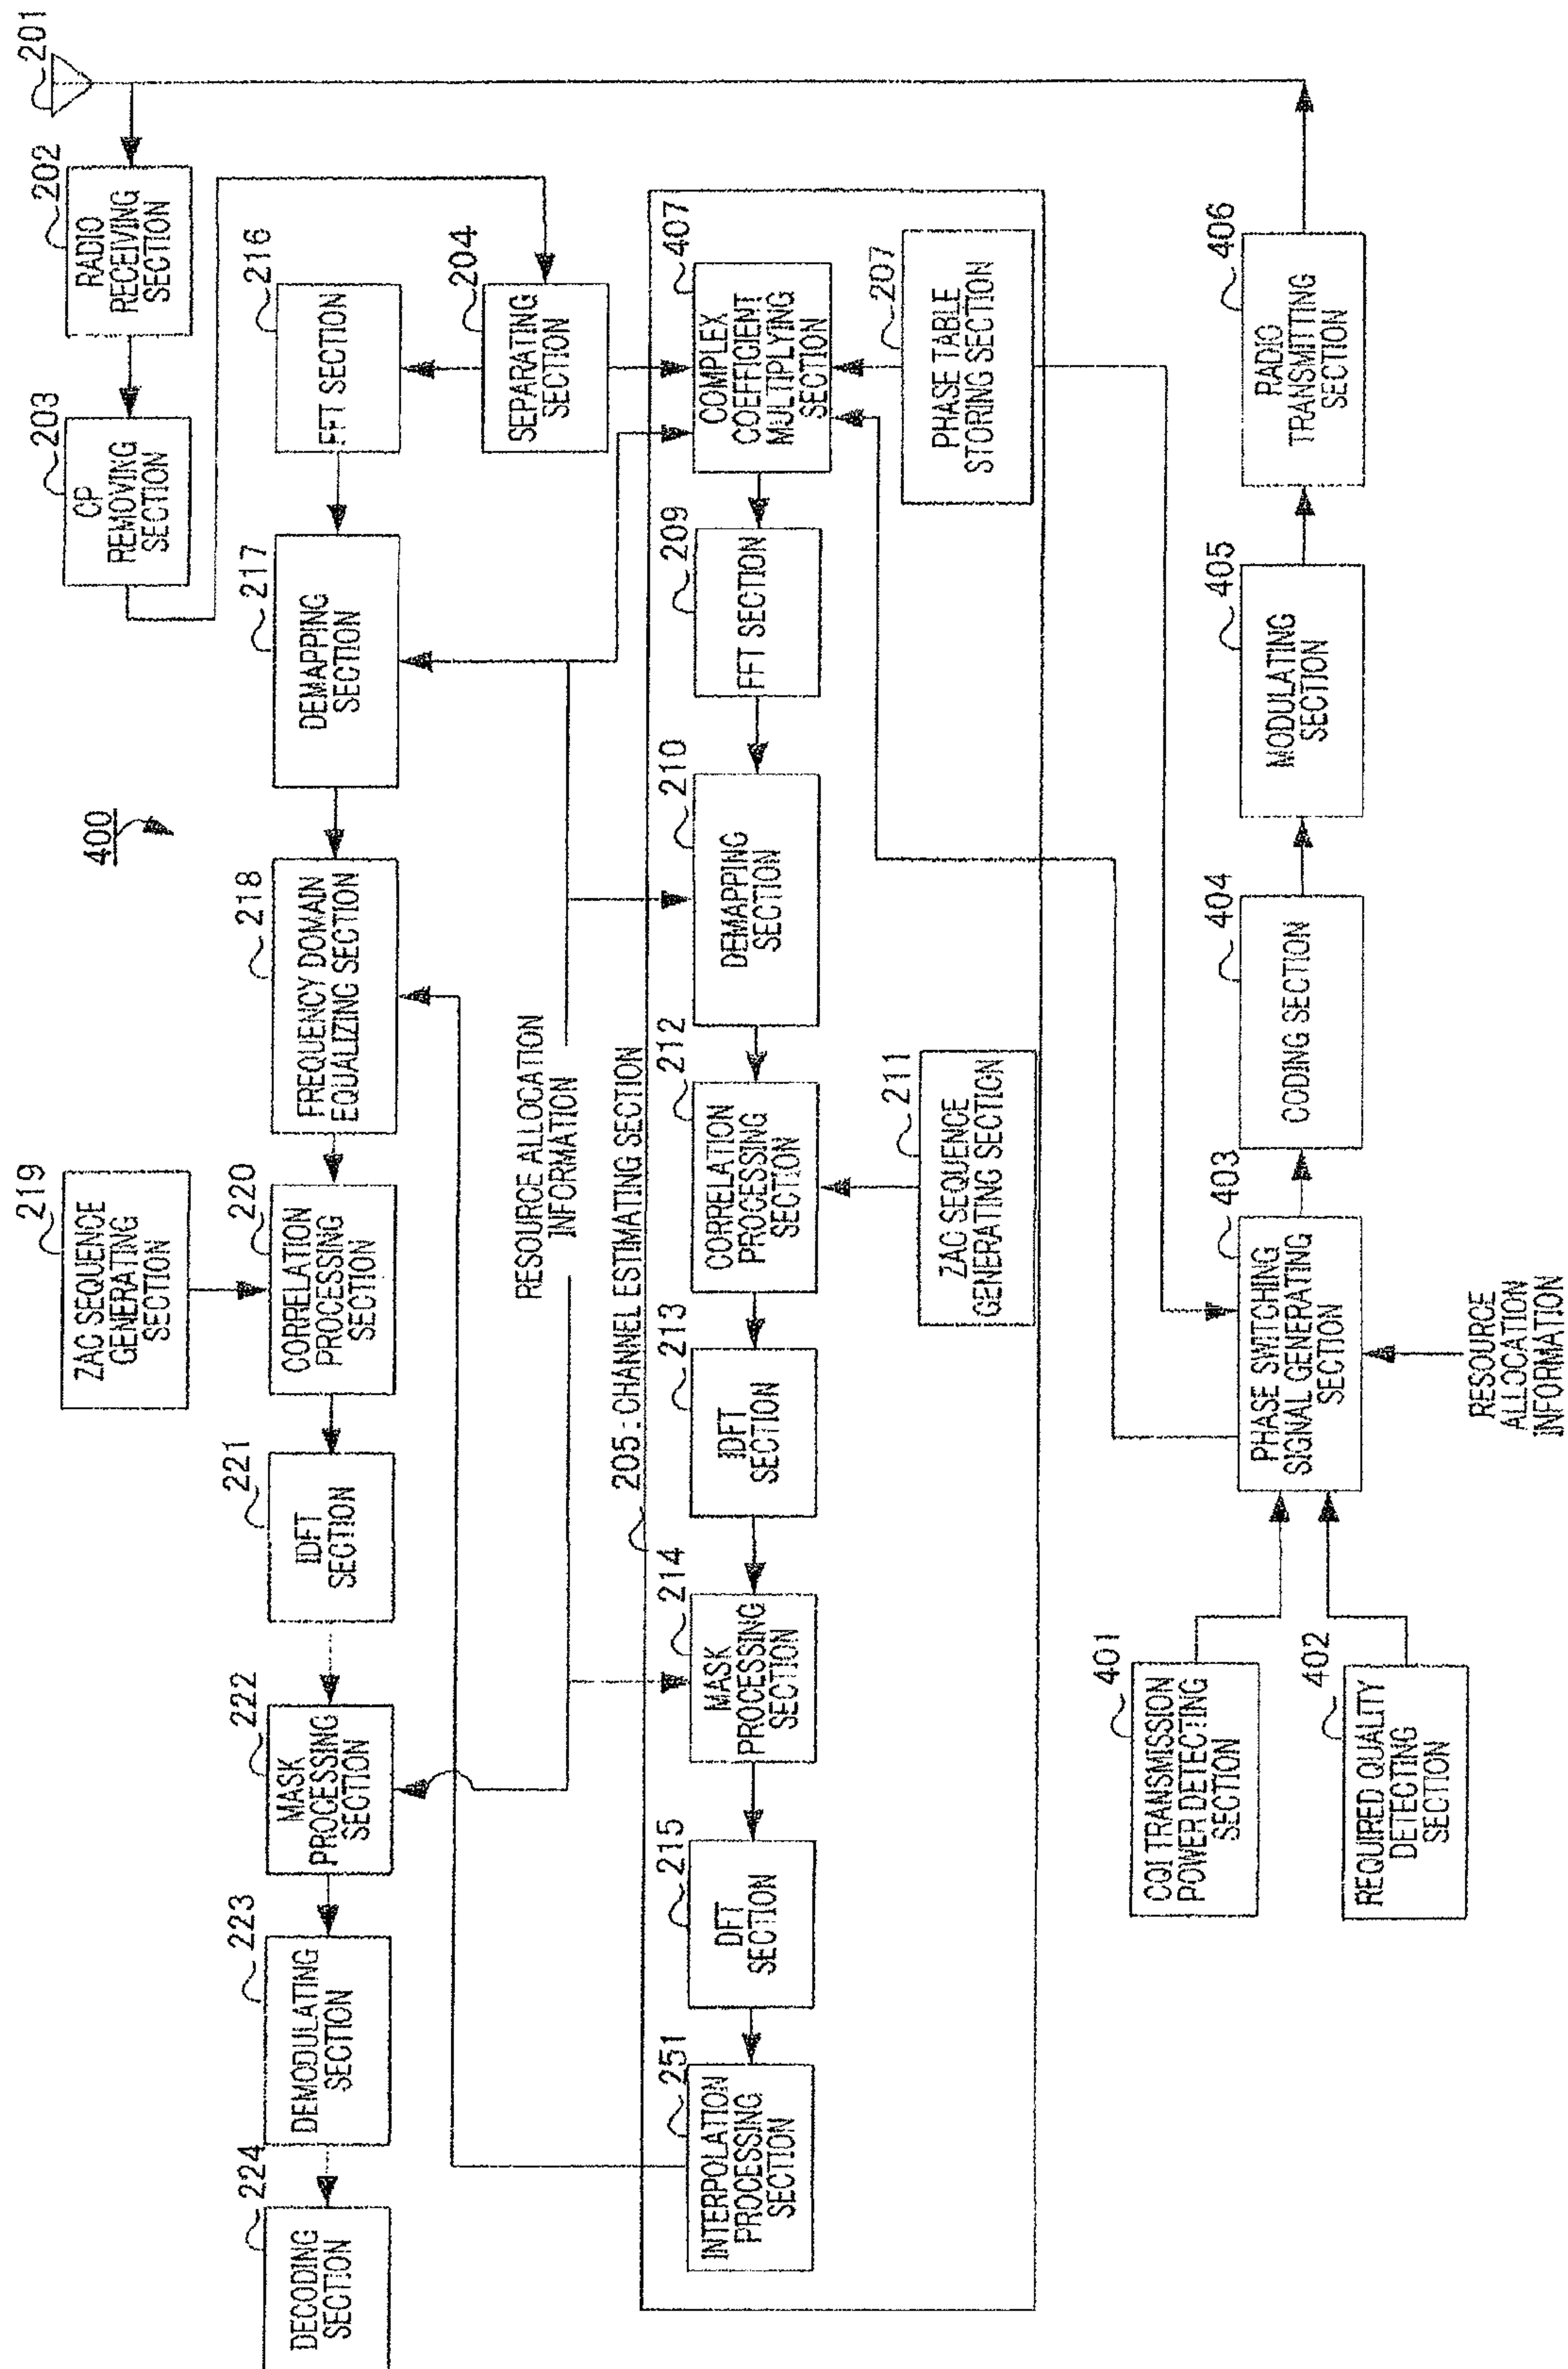 400
201
202
RADIO
RECEIVING
SECTION
203
CP
REMOVING
SECTION
204
SEPARATING
SECTION
216
FFT SECTION
217
DEMAPPING
SECTION
218
FREQUENCY DOMAIN
EQUALIZING SECTION
219
ZAC SEQUENCE
GENERATING
SECTION
220
CORRELATION
PROCESSING
SECTION
221
IDFT
SECTION
222
MASK
PROCESSING
SECTION
223
DEMODULATING
SECTION
224
DECODING
SECTION
RESOURCE ALLOCATION
INFORMATION
205 : CHANNEL ESTIMATING SECTION
407
COMPLEX
COEFFICIENT
MULTIPLYING
SECTION
207
PHASE TABLE
STORING SECTION
209
FFT SECTION
210
DEMAPPING
SECTION
211
ZAC SEQUENCE
GENERATING SECTION
212
CORRELATION
PROCESSING
SECTION
213
IDFT
SECTION
214
MASK
PROCESSING
SECTION
215
DFT
SECTION
251
INTERPOLATION
PROCESSING
SECTION
401
CQI TRANSMISSION
POWER DETECTING
SECTION
402
REQUIRED QUALITY
DETECTING
SECTION
403
PHASE SWITCHING
SIGNAL GENERATING
SECTION
RESOURCE
ALLOCATION
INFORMATION
404
CODING SECTION
405
MODULATING
SECTION
406
RADIO
TRANSMITTING
SECTION